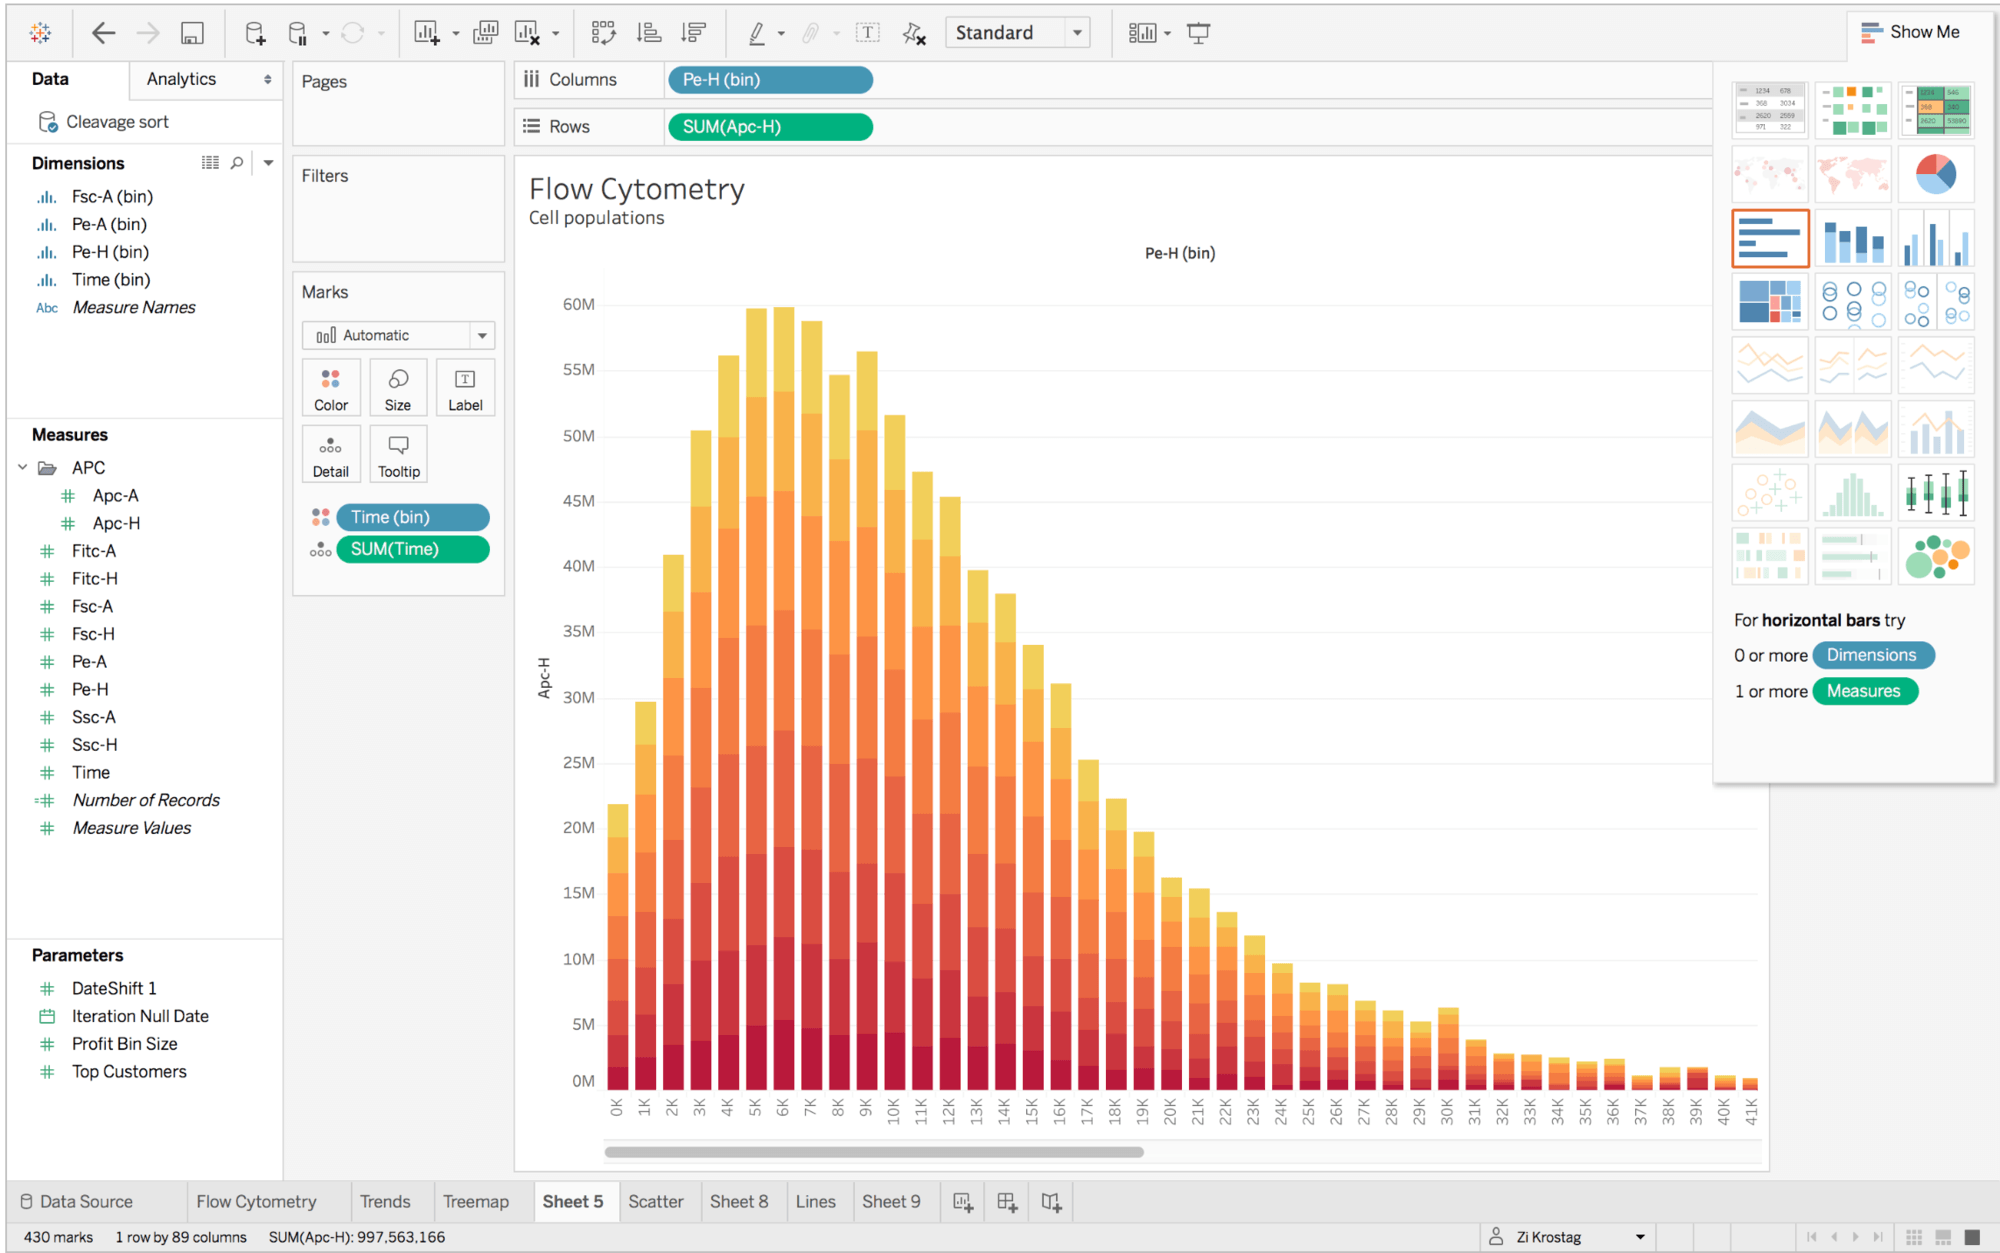 Standard
Show Me
Data
Analytics
Cleavage sort
Dimensions
Fsc-A (bin)
Pe-A (bin)
Pe-H (bin)
Time (bin)
Abc Measure Names
Measures
APC
Apc-A
Apc-H
Fitc-A
Fitc-H
Fsc-A
Fsc-H
Pe-A
Pe-H
Ssc-A
Ssc-H
Time
Number of Records
Measure Values
Parameters
DateShift 1
Iteration Null Date
Profit Bin Size
Top Customers
Pages
Filters
Marks
Automatic
Color
Size
Label
Detail
Tooltip
Time (bin)
SUM(Time)
Columns
Pe-H (bin)
Rows
SUM(Apc-H)
Flow Cytometry
Cell populations
Pe-H (bin)
60M
55M
50M
45M
40M
35M
30M
25M
20M
15M
10M
5M
0M
Apc-H
0K 1K 2K 3K 4K 5K 6K 7K 8K 9K 10K 11K 12K 13K 14K 15K 16K 17K 18K 19K 20K 21K 22K 23K 24K 25K 26K 27K 28K 29K 30K 31K 32K 33K 34K 35K 36K 37K 38K 39K 40K 41K
1234 678
368 3034
2620 2559
971 322
For horizontal bars try
0 or more Dimensions
1 or more Measures
Data Source
Flow Cytometry
Trends
Treemap
Sheet 5
Scatter
Sheet 8
Lines
Sheet 9
430 marks
1 row by 89 columns
SUM(Apc-H): 997,563,166
Zi Krostag